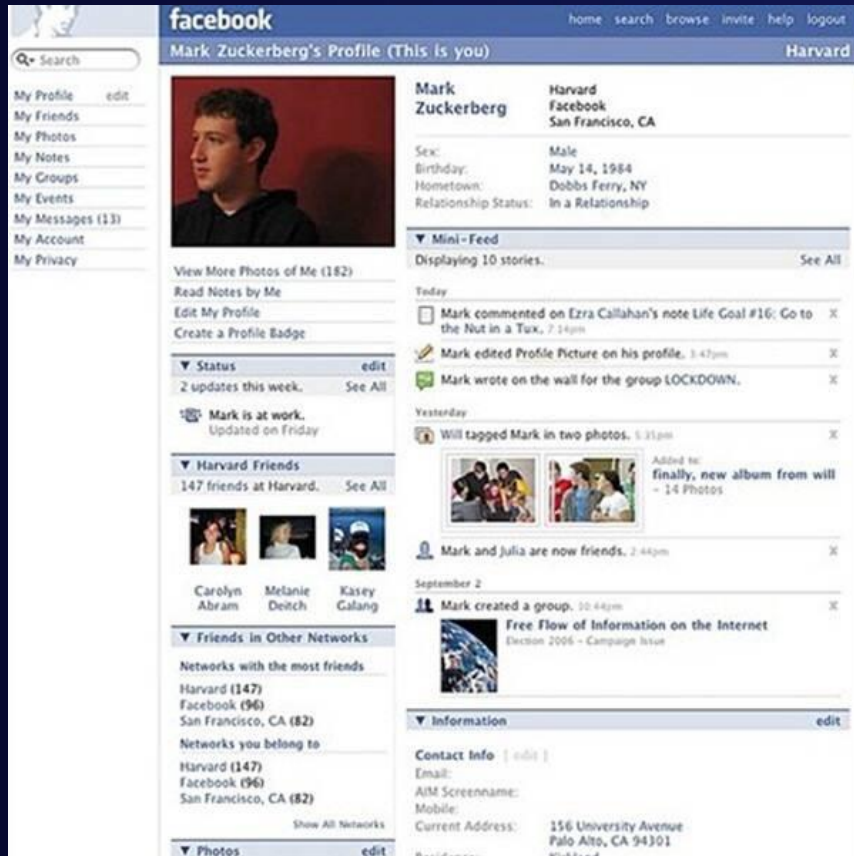 facebook
home search browse invite help logout
Mark Zuckerberg's Profile (This is you)
Harvard
Search
My Profile edit
My Friends
My Photos
My Notes
My Groups
My Events
My Messages (13)
My Account
My Privacy
View More Photos of Me (182)
Read Notes by Me
Edit My Profile
Create a Profile Badge
▼ Status edit
2 updates this week. See All
Mark is at work.
Updated on Friday
▼ Harvard Friends
147 friends at Harvard. See All
Carolyn Abram
Melanie Deitch
Kasey Galang
▼ Friends in Other Networks
Networks with the most friends
Harvard (147)
Facebook (96)
San Francisco, CA (82)
Networks you belong to
Harvard (147)
Facebook (96)
San Francisco, CA (82)
Show All Networks
▼ Photos edit
Mark Zuckerberg
Harvard
Facebook
San Francisco, CA
Sex: Male
Birthday: May 14, 1984
Hometown: Dobbs Ferry, NY
Relationship Status: In a Relationship
▼ Mini-Feed
Displaying 10 stories. See All
Today
Mark commented on Ezra Callahan's note Life Goal #16: Go to
the Nut in a Tux. 7:14pm X
Mark edited Profile Picture on his profile. 3:47pm X
Mark wrote on the wall for the group LOCKDOWN. X
Yesterday
Will tagged Mark in two photos. 5:35pm X
Added to:
finally, new album from will
- 14 Photos
Mark and Julia are now friends. 2:44pm X
September 2
Mark created a group. 10:44pm X
Free Flow of Information on the Internet
Election 2006 - Campaign Issue
▼ Information edit
Contact Info [ edit ]
Email:
AIM Screenname:
Mobile:
Current Address: 156 University Avenue
Palo Alto, CA 94301